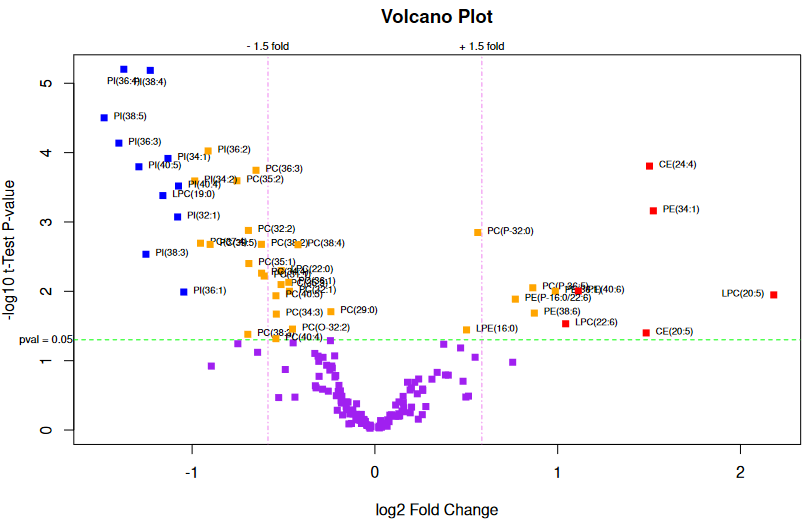 Volcano Plot
- 1.5 fold
+ 1.5 fold
PI(36:4)
PI(38:4)
PI(38:5)
PI(36:3)
PI(36:2)
PI(34:1)
PI(40:5)
PC(36:3)
CE(24:4)
PI(34:2)
PC(35:2)
PI(40:4)
LPC(19:0)
PI(32:1)
PE(34:1)
PC(32:2)
PC(P-32:0)
PC(38:2)
PC(38:4)
PI(38:3)
PC(35:1)
PC(22:0)
PI(36:1)
PC(40:5)
PC(P-36:5)
PE(40:6)
PE(P-16:0/22:6)
LPC(20:5)
PC(34:3)
PC(29:0)
PE(38:6)
LPC(22:6)
PC(O-32:2)
LPE(16:0)
PC(38:3)
PC(40:4)
CE(20:5)
pval = 0.05
5
4
3
2
1
0
-log10 t-Test P-value
-1
0
1
2
log2 Fold Change